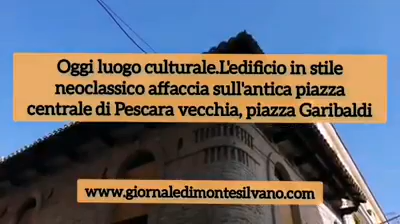 Oggi luogo culturale.L'edificio in stile
neoclassico affaccia sull'antica piazza
centrale di Pescara vecchia, piazza Garibaldi
www.giornaledimontesilvano.com